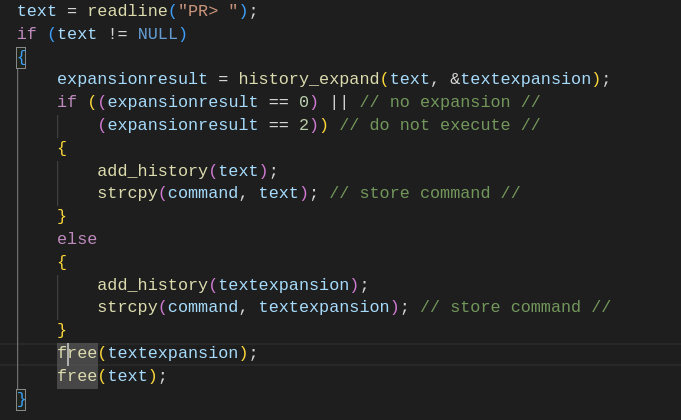 text = readline("PR> ");
if (text != NULL)
{
    expansionresult = history_expand(text, &textexpansion);
    if ((expansionresult == 0) || // no expansion //
        (expansionresult == 2)) // do not execute //
    {
        add_history(text);
        strcpy(command, text); // store command //
    }
    else
    {
        add_history(textexpansion);
        strcpy(command, textexpansion); // store command //
    }
    free(textexpansion);
    free(text);
}